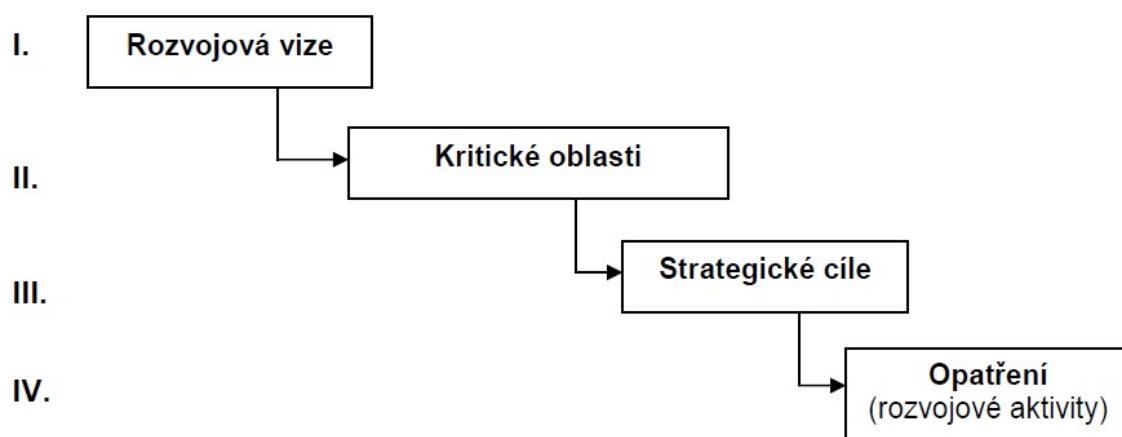 I. Rozvojová vize
II. Kritické oblasti
III. Strategické cíle
IV. Opatření
(rozvojové aktivity)